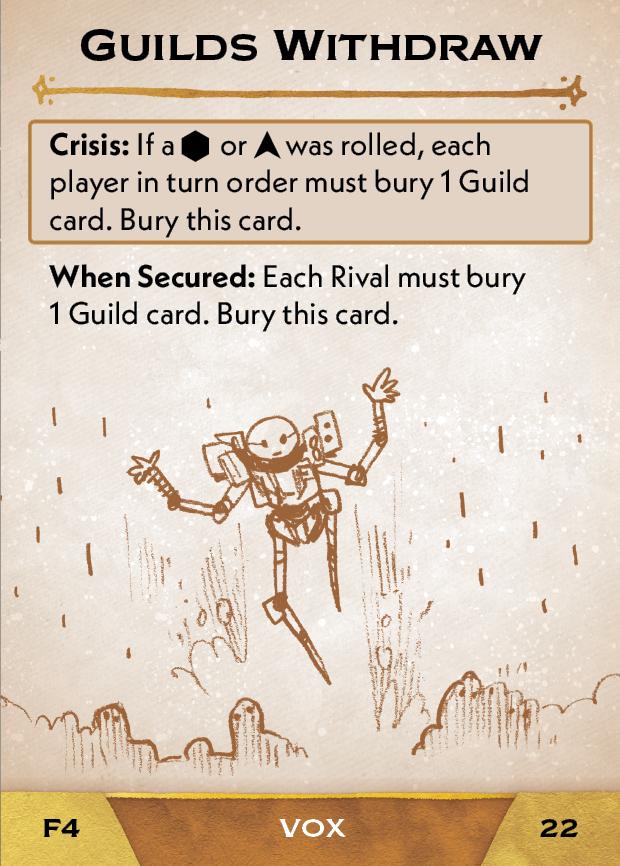 GUILDS WITHDRAW
Crisis: If a ⬢ or ▲ was rolled, each
player in turn order must bury 1 Guild
card. Bury this card.
When Secured: Each Rival must bury
1 Guild card. Bury this card.
F4 VOX 22